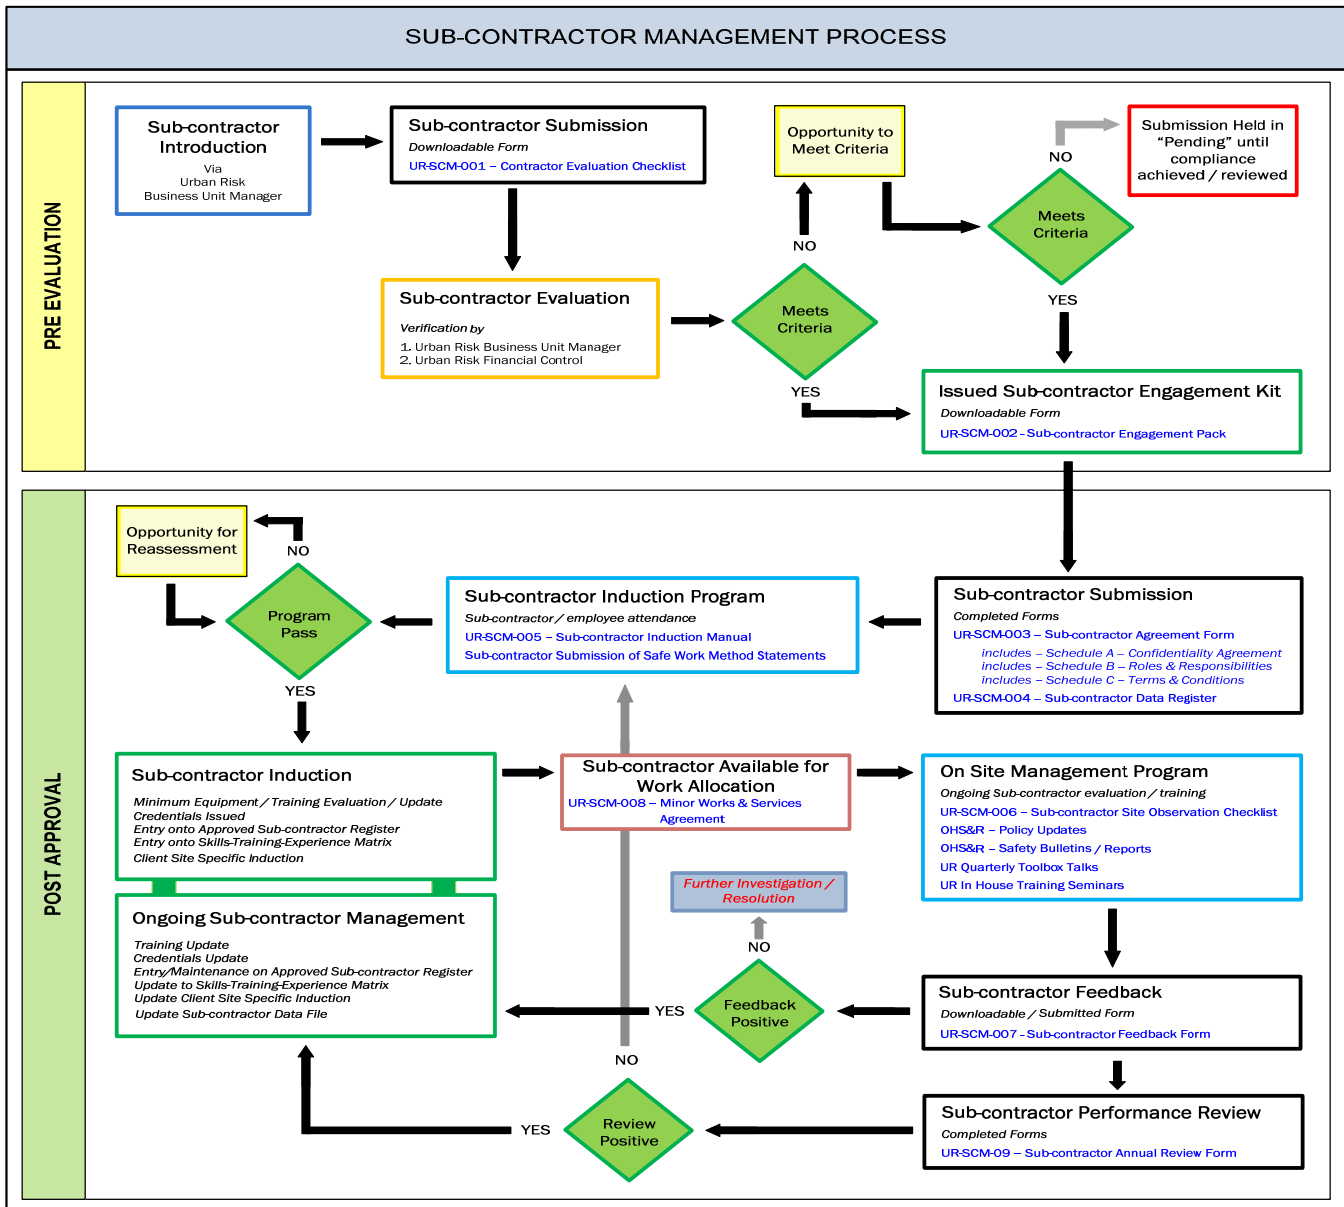 SUB-CONTRACTOR MANAGEMENT PROCESS
PRE EVALUATION
Sub-contractor
Introduction
Via
Urban Risk
Business Unit Manager
Sub-contractor Submission
Downloadable Form
UR-SCM-001 – Contractor Evaluation Checklist
Opportunity to
Meet Criteria
NO
Submission Held in
“Pending” until
compliance
achieved / reviewed
Meets
Criteria
NO
YES
Sub-contractor Evaluation
Verification by
1. Urban Risk Business Unit Manager
2. Urban Risk Financial Control
Meets
Criteria
YES
Issued Sub-contractor Engagement Kit
Downloadable Form
UR-SCM-002 - Sub-contractor Engagement Pack
POST APPROVAL
Opportunity for
Reassessment
NO
Program
Pass
YES
Sub-contractor Induction Program
Sub-contractor / employee attendance
UR-SCM-005 – Sub-contractor Induction Manual
Sub-contractor Submission of Safe Work Method Statements
Sub-contractor Submission
Completed Forms
UR-SCM-003 – Sub-contractor Agreement Form
includes – Schedule A – Confidentiality Agreement
includes – Schedule B – Roles & Responsibilities
includes – Schedule C – Terms & Conditions
UR-SCM-004 – Sub-contractor Data Register
Sub-contractor Induction
Minimum Equipment / Training Evaluation / Update
Credentials Issued
Entry onto Approved Sub-contractor Register
Entry onto Skills-Training-Experience Matrix
Client Site Specific Induction
Sub-contractor Available for
Work Allocation
UR-SCM-008 – Minor Works & Services
Agreement
On Site Management Program
Ongoing Sub-contractor evaluation / training
UR-SCM-006 – Sub-contractor Site Observation Checklist
OHS&R – Policy Updates
OHS&R – Safety Bulletins / Reports
UR Quarterly Toolbox Talks
UR In House Training Seminars
Further Investigation /
Resolution
NO
Ongoing Sub-contractor Management
Training Update
Credentials Update
Entry/Maintenance on Approved Sub-contractor Register
Update to Skills-Training-Experience Matrix
Update Client Site Specific Induction
Update Sub-contractor Data File
YES
Feedback
Positive
Sub-contractor Feedback
Downloadable / Submitted Form
UR-SCM-007 - Sub-contractor Feedback Form
NO
YES
Review
Positive
Sub-contractor Performance Review
Completed Forms
UR-SCM-09 – Sub-contractor Annual Review Form